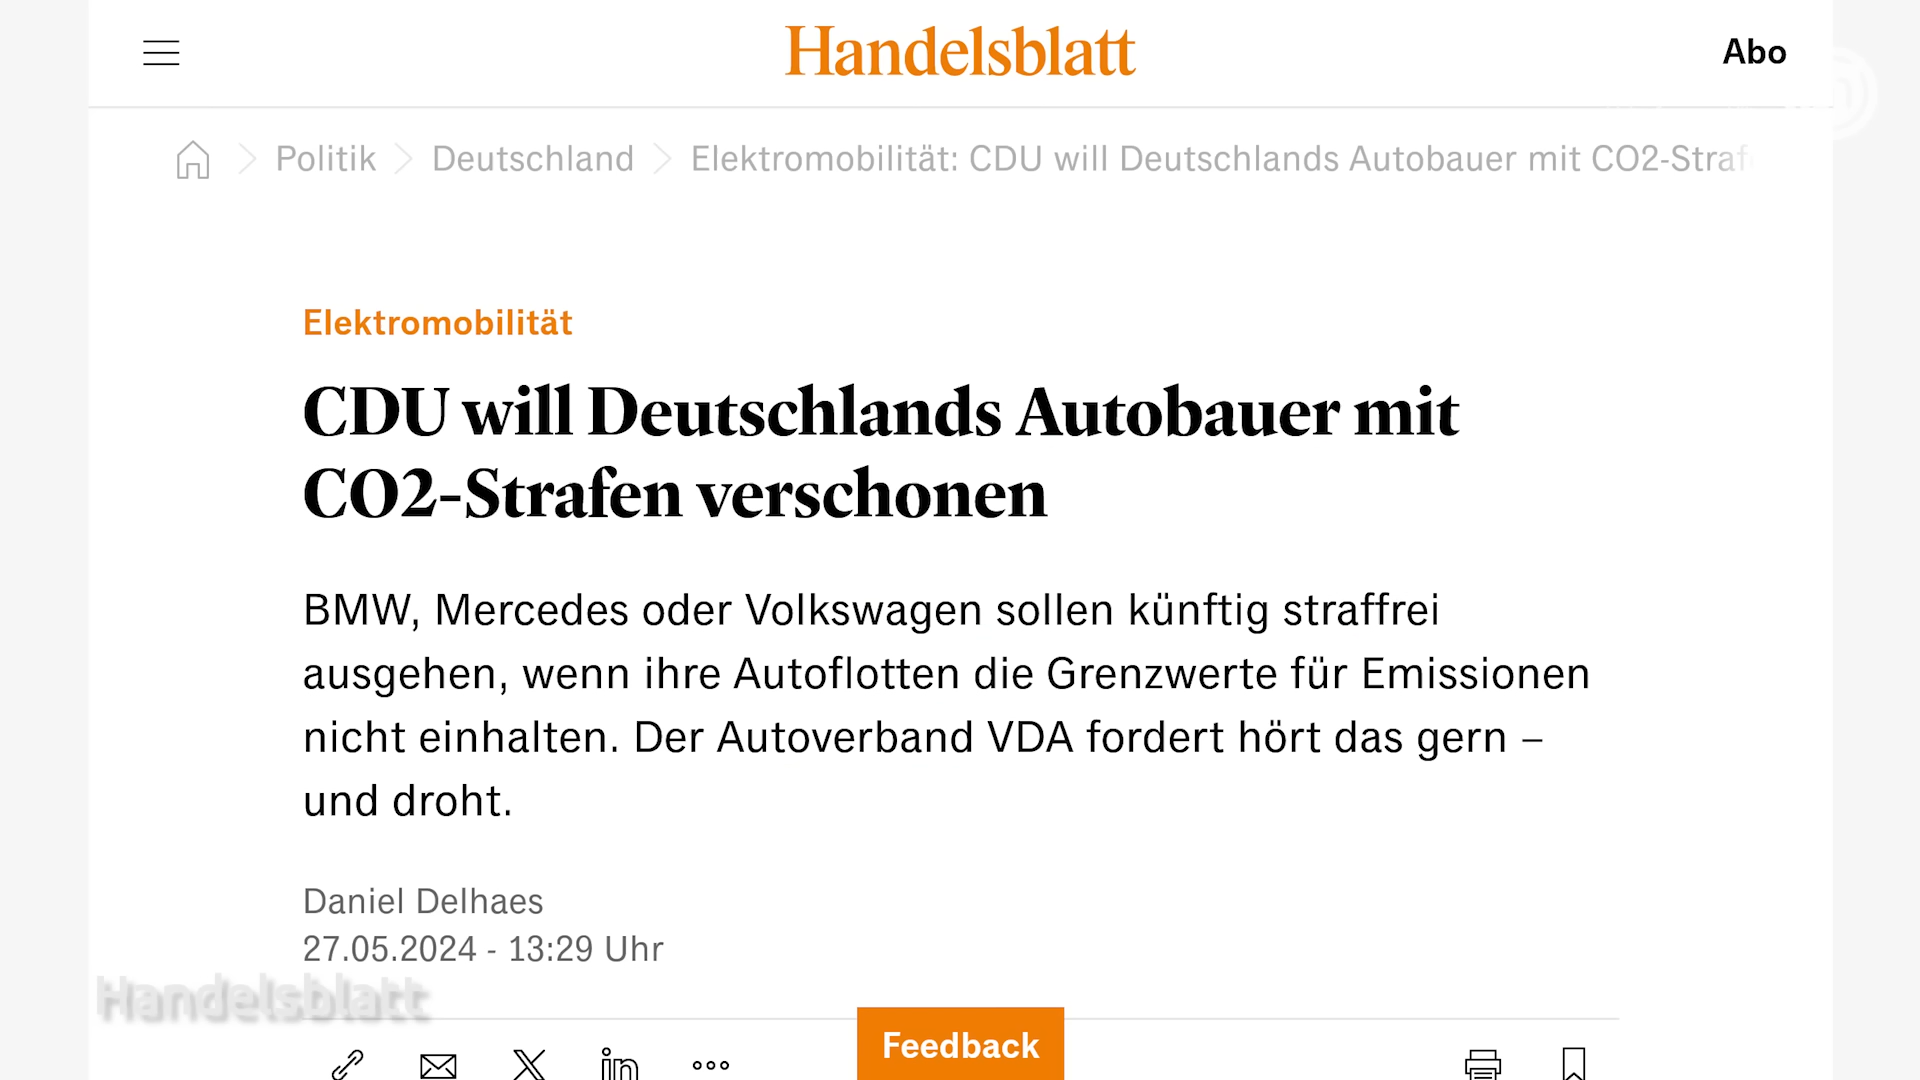 Handelsblatt
Abo
Politik
Deutschland
Elektromobilität: CDU will Deutschlands Autobauer mit CO2-Straf
Elektromobilität
CDU will Deutschlands Autobauer mit
CO2-Strafen verschonen
BMW, Mercedes oder Volkswagen sollen künftig straffrei
ausgehen, wenn ihre Autoflotten die Grenzwerte für Emissionen
nicht einhalten. Der Autoverband VDA fordert hört das gern –
und droht.
Daniel Delhaes
27.05.2024 - 13:29 Uhr
Handelsblatt
Feedback